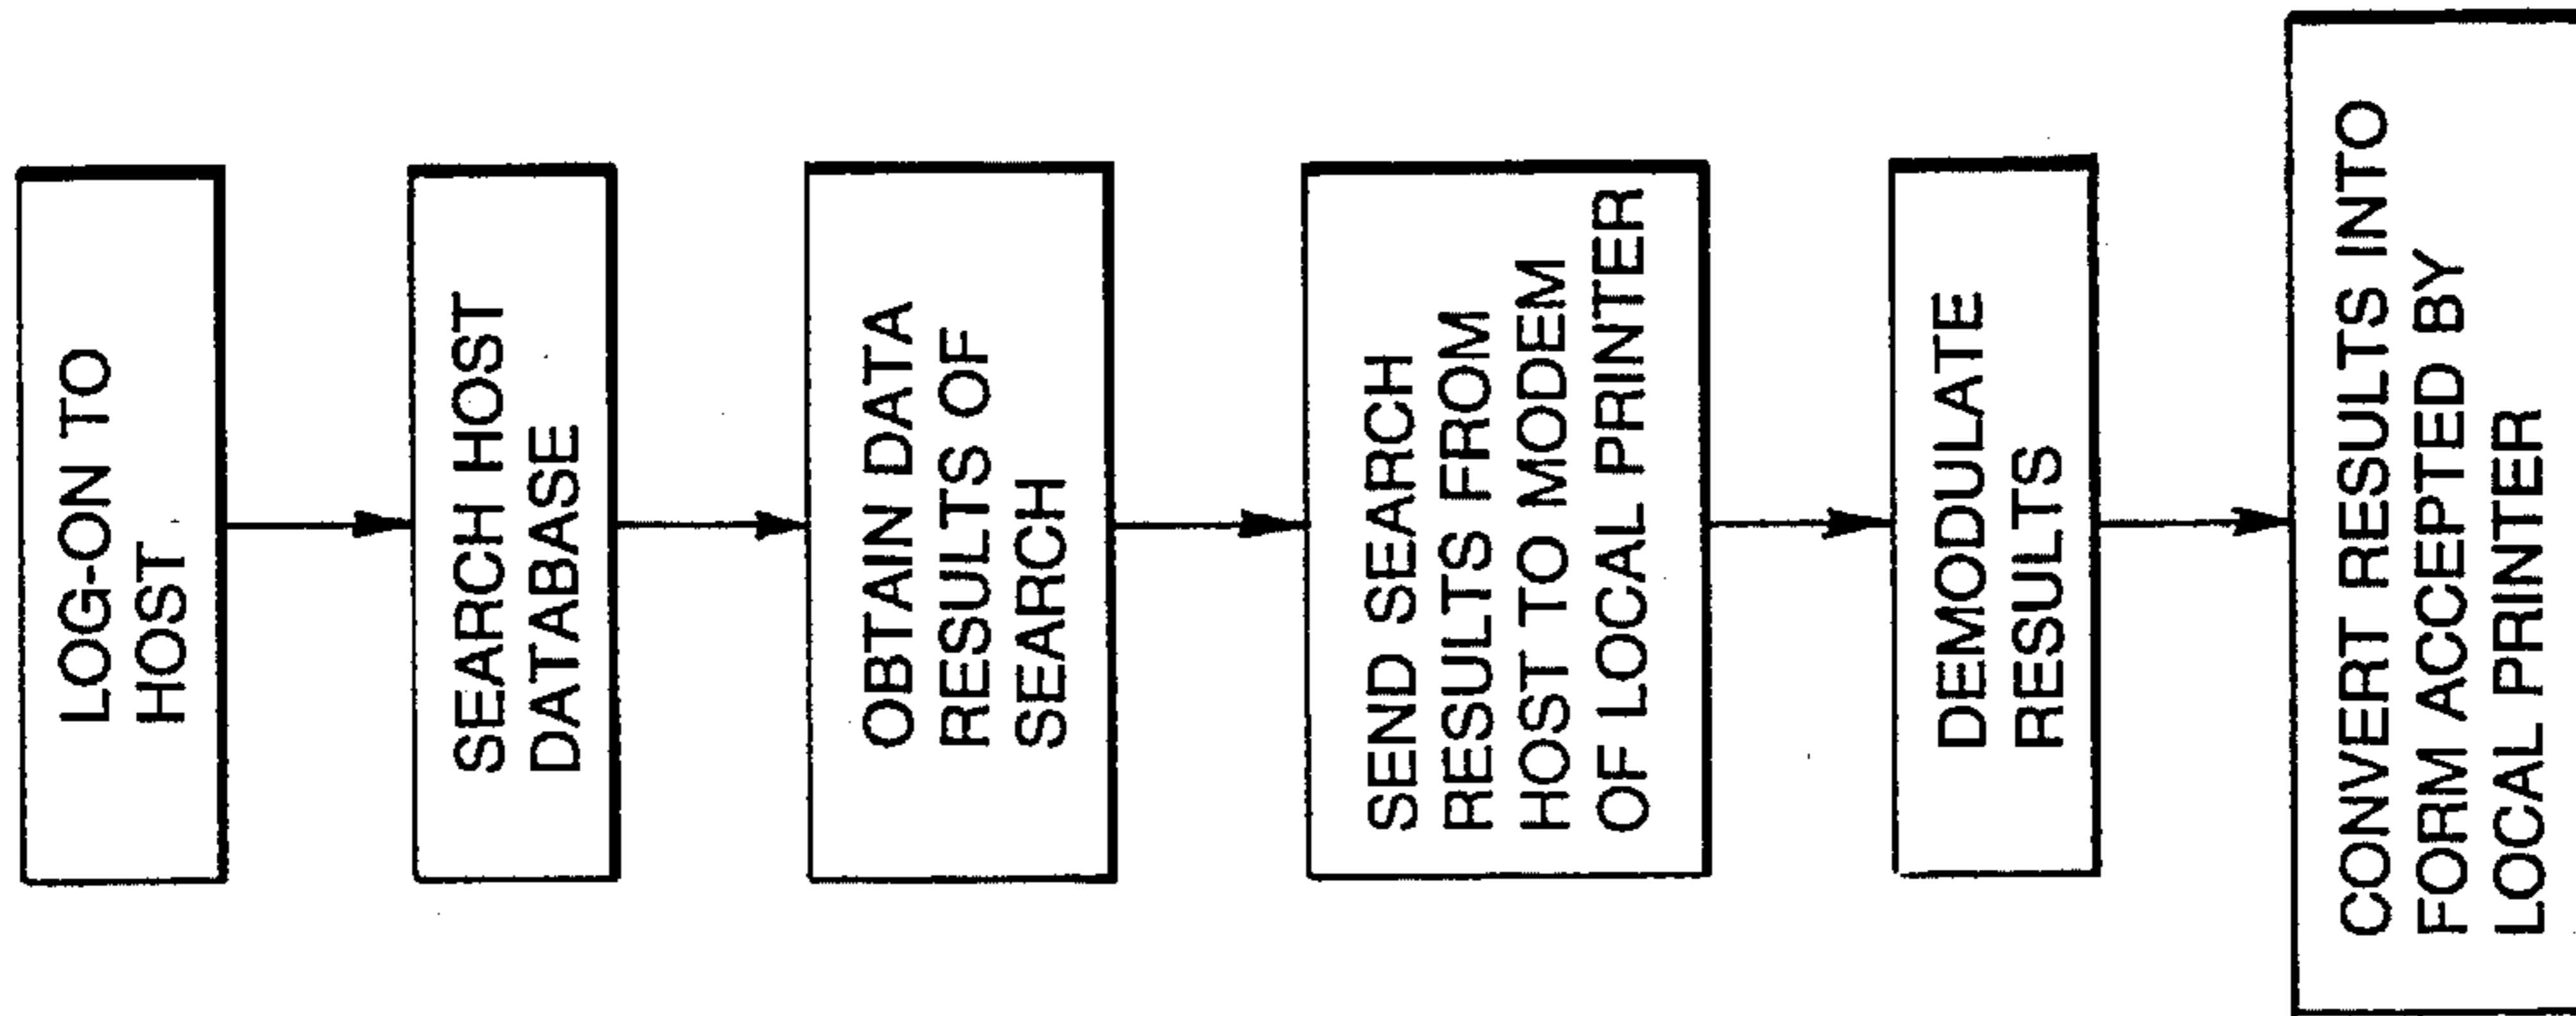 LOG-ON TO
HOST
SEARCH HOST
DATABASE
OBTAIN DATA
RESULTS OF
SEARCH
SEND SEARCH
RESULTS FROM
HOST TO MODEM
OF LOCAL PRINTER
DEMODULATE
RESULTS
CONVERT RESULTS INTO
FORM ACCEPTED BY
LOCAL PRINTER